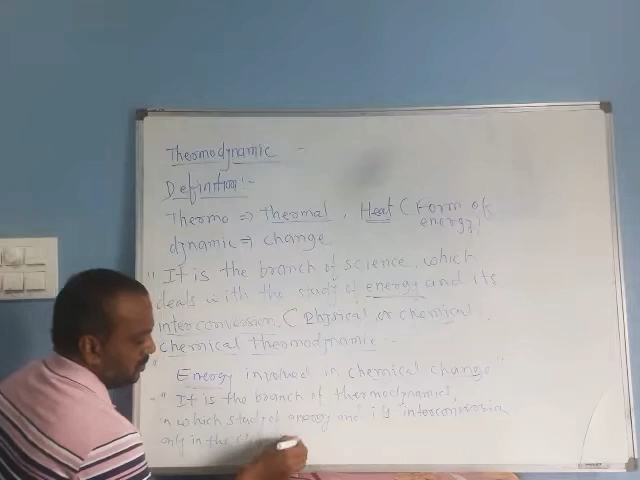 Thermodynamic -
Definition:-
Thermo => Thermal, Heat (Form of energy)
dynamic => change
" It is the branch of science, which
deals with the study of energy and its
interconversion, (Physical or chemical.
chemical thermodynamic :-
" Energy involved in chemical change"
- " It is the branch of thermodynamics,
in which study of energy and its interconversion
only in the